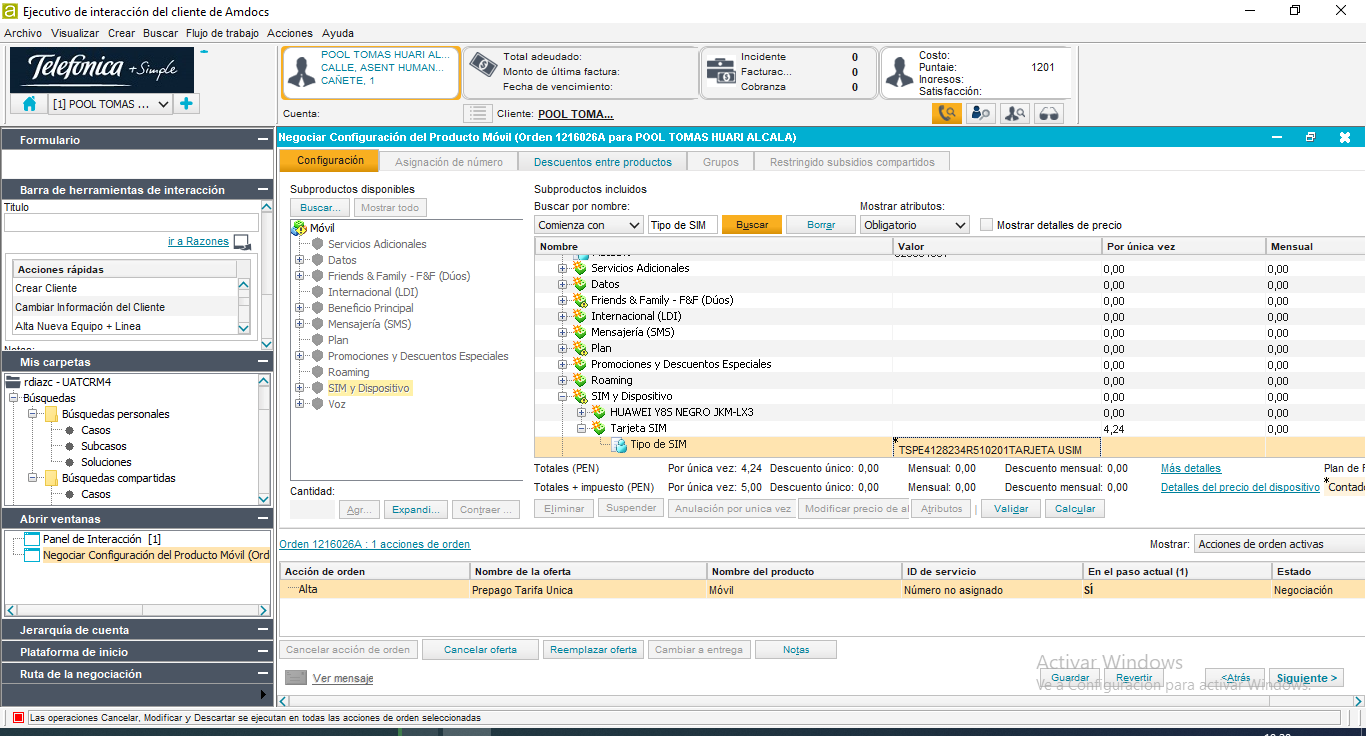 Ejecutivo de interacción del cliente de Amdocs
Archivo Visualizar Crear Buscar Flujo de trabajo Acciones Ayuda
Telefónica +Simple
[1] POOL TOMAS ...
POOL TOMAS HUARI AL...
CALLE, ASENT HUMAN...
CAÑETE, 1
Total adeudado:
Monto de última factura:
Fecha de vencimiento:
Incidente 0
Facturac... 0
Cobranza 0
Costo:
Puntaie: 1201
Ingresos:
Satisfacción:
Cuenta:
Cliente: POOL TOMA...
Formulario
Barra de herramientas de interacción
Título
ir a Razones
Acciones rápidas
Crear Cliente
Cambiar Información del Cliente
Alta Nueva Equipo + Linea
Notas:
Mis carpetas
rdiazc - UATCRM4
Búsquedas
Búsquedas personales
Casos
Subcasos
Soluciones
Búsquedas compartidas
Casos
Abrir ventanas
Panel de Interacción [1]
Negociar Configuración del Producto Móvil (Ord
Jerarquía de cuenta
Plataforma de inicio
Ruta de la negociación
Negociar Configuración del Producto Móvil (Orden 1216026A para POOL TOMAS HUARI ALCALA)
Configuración Asignación de número Descuentos entre productos Grupos Restringido subsidios compartidos
Subproductos disponibles
Buscar... Mostrar todo
Móvil
Servicios Adicionales
Datos
Friends & Family - F&F (Dúos)
Internacional (LDI)
Beneficio Principal
Mensajería (SMS)
Plan
Promociones y Descuentos Especiales
Roaming
SIM y Dispositivo
Voz
Cantidad:
Agr... Expandi... Contraer ...
Subproductos incluidos
Buscar por nombre: Mostrar atributos:
Comienza con Tipo de SIM Buscar Borrar Obligatorio Mostrar detalles de precio
Nombre Valor Por única vez Mensual
Servicios Adicionales 0,00 0,00
Datos 0,00 0,00
Friends & Family - F&F (Dúos) 0,00 0,00
Internacional (LDI) 0,00 0,00
Mensajería (SMS) 0,00 0,00
Plan 0,00 0,00
Promociones y Descuentos Especiales 0,00 0,00
Roaming 0,00 0,00
SIM y Dispositivo 0,00 0,00
HUAWEI Y8S NEGRO JKM-LX3 0,00 0,00
Tarjeta SIM 4,24 0,00
Tipo de SIM * TSPE4128234R510201TARJETA USIM
Totales (PEN) Por única vez: 4,24 Descuento único: 0,00 Mensual: 0,00 Descuento mensual: 0,00 Más detalles Plan de F
Totales + impuesto (PEN) Por única vez: 5,00 Descuento único: 0,00 Mensual: 0,00 Descuento mensual: 0,00 Detalles del precio del dispositivo * Contado
Eliminar Suspender Anulación por unica vez Modificar precio de al Atributos | Validar Calcular
Orden 1216026A : 1 acciones de orden
Mostrar: Acciones de orden activas
Acción de orden Nombre de la oferta Nombre del producto ID de servicio En el paso actual (1) Estado
Alta Prepago Tarifa Unica Móvil Número no asignado SÍ Negociación
Cancelar acción de orden Cancelar oferta Reemplazar oferta Cambiar a entrega Notas
Ver mensaje
Guardar Revertir <Atrás Siguiente >
Activar Windows
Ve a Configuración para activar Windows.
Las operaciones Cancelar, Modificar y Descartar se ejecutan en todas las acciones de orden seleccionadas